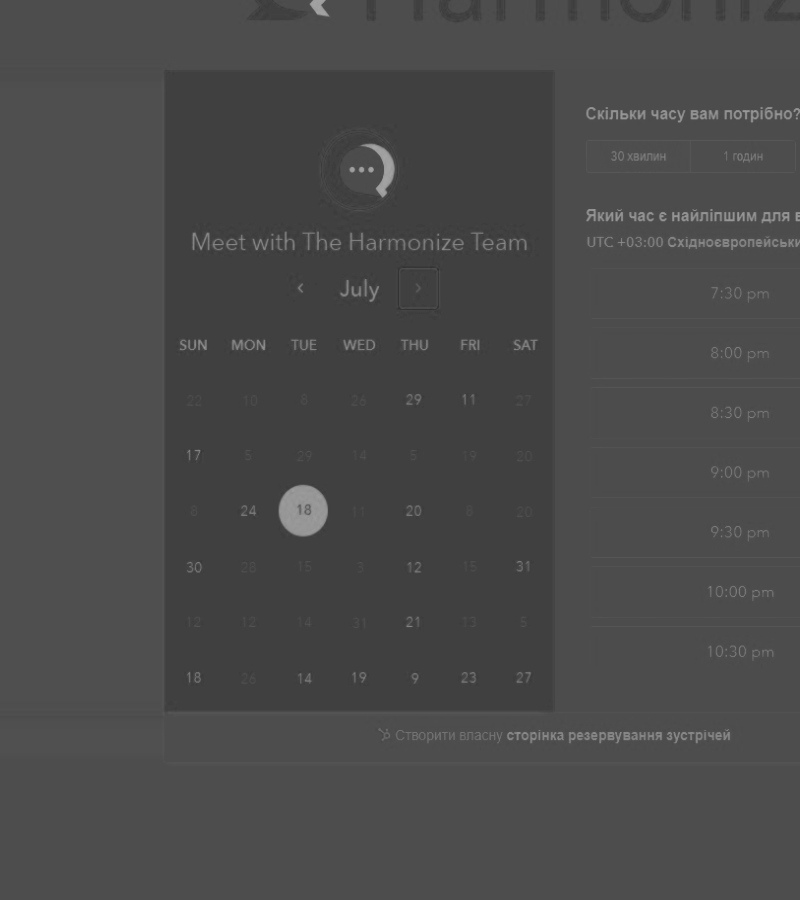 Harmoniz
Meet with The Harmonize Team
July
SUN MON TUE WED THU FRI SAT
22 10 8 26 29 11 27
17 5 29 14 5 19 20
8 24 18 11 20 8 20
30 28 15 3 12 15 31
12 12 14 31 21 13 5
18 26 14 19 9 23 27
Скільки часу вам потрібно?
30 хвилин 1 годин
Який час є найліпшим для в
UTC +03:00 Східноєвропейськи
7:30 pm
8:00 pm
8:30 pm
9:00 pm
9:30 pm
10:00 pm
10:30 pm
Створити власну сторінка резервування зустрічей